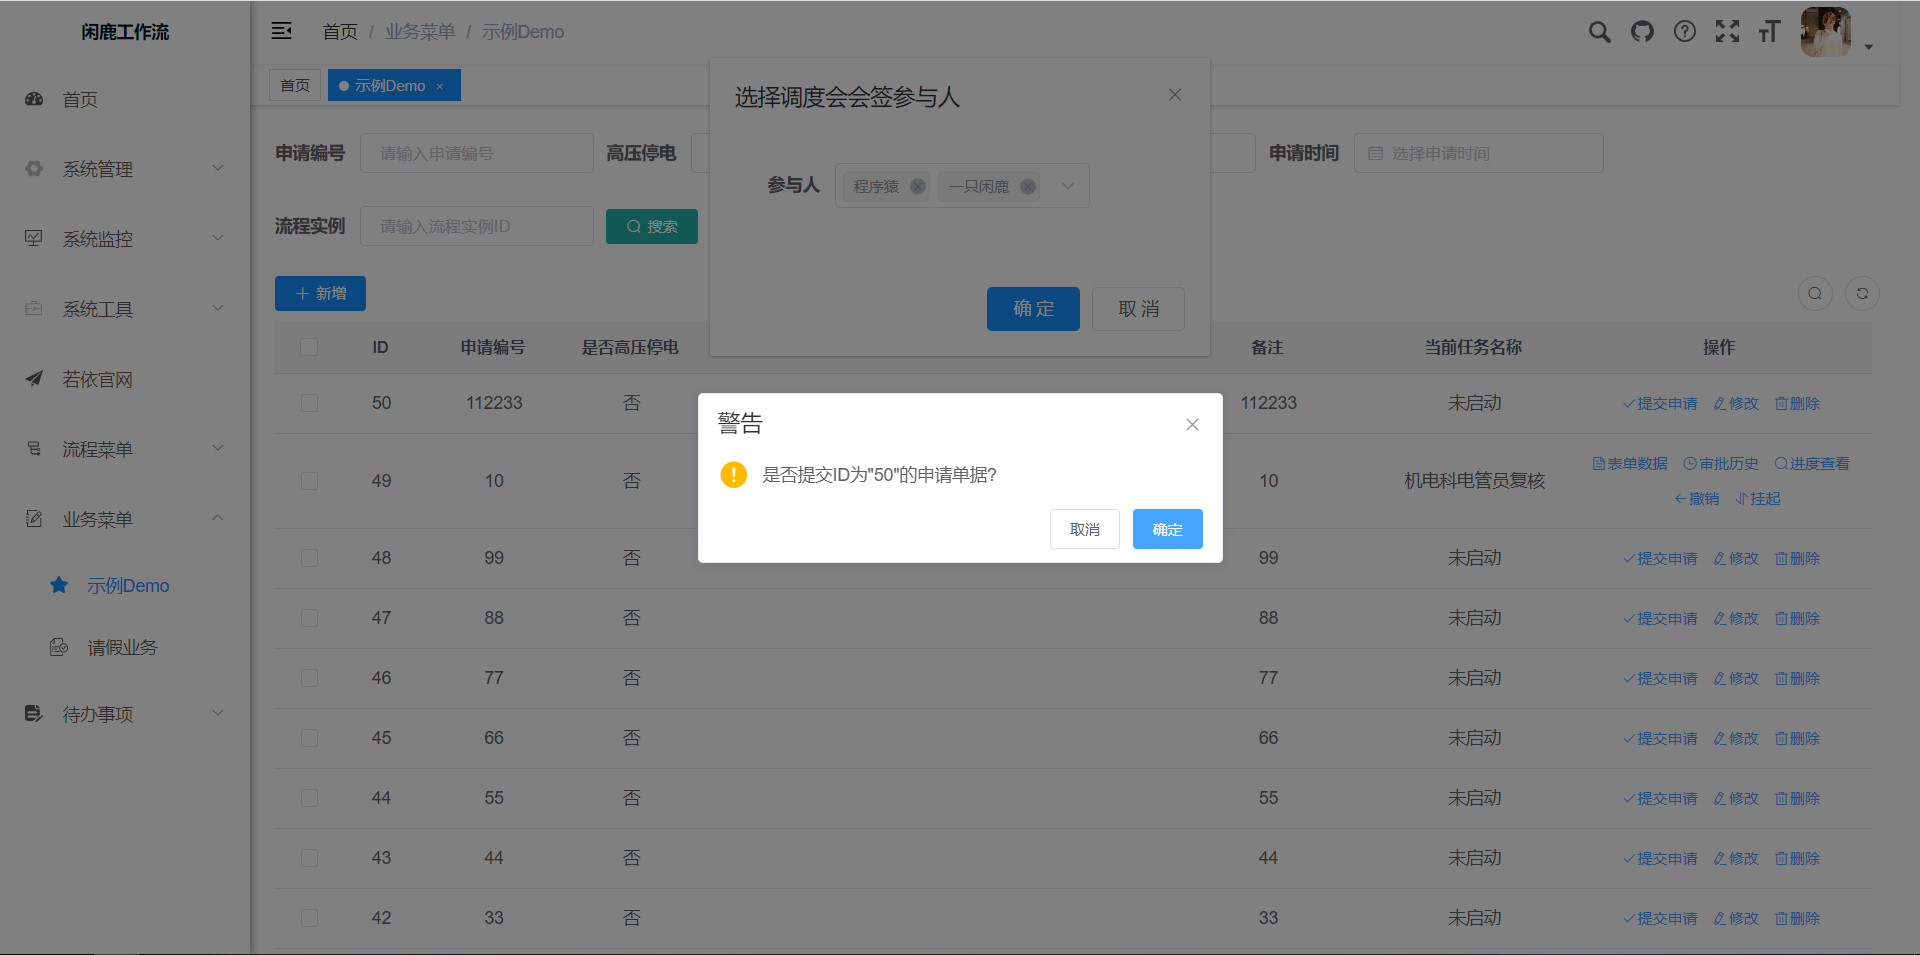 闲鹿工作流
首页
系统管理
系统监控
系统工具
若依官网
流程菜单
业务菜单
示例Demo
请假业务
待办事项
首页 / 业务菜单 / 示例Demo
首页 示例Demo ×
申请编号 请输入申请编号 高压停电 申请时间 选择申请时间
流程实例 请输入流程实例ID 搜索
新增
选择调度会会签参与人
参与人 程序猿 一只闲鹿
确 定 取 消
警告
是否提交ID为"50"的申请单据?
取消 确定
ID 申请编号 是否高压停电 备注 当前任务名称 操作
50 112233 否 112233 未启动 提交申请 修改 删除
49 10 否 10 机电科电管员复核 表单数据 审批历史 进度查看
撤销 挂起
48 99 否 99 未启动 提交申请 修改 删除
47 88 否 88 未启动 提交申请 修改 删除
46 77 否 77 未启动 提交申请 修改 删除
45 66 否 66 未启动 提交申请 修改 删除
44 55 否 55 未启动 提交申请 修改 删除
43 44 否 44 未启动 提交申请 修改 删除
42 33 否 33 未启动 提交申请 修改 删除